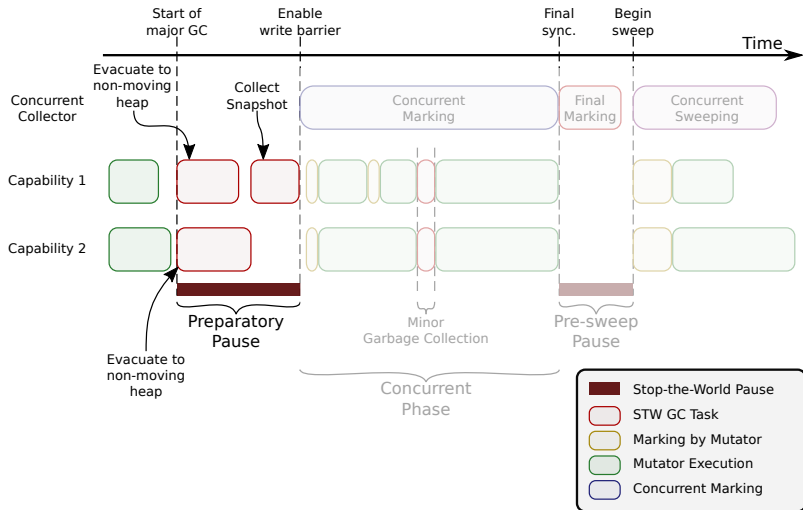 Start of
major GC
Enable
write barrier
Final
sync.
Begin
sweep
Time
Evacuate to
non-moving
heap
Collect
Snapshot
Concurrent
Collector
Concurrent
Marking
Final
Marking
Concurrent
Sweeping
Capability 1
Capability 2
Preparatory
Pause
Minor
Garbage Collection
Pre-sweep
Pause
Evacuate to
non-moving
heap
Concurrent
Phase
Stop-the-World Pause
STW GC Task
Marking by Mutator
Mutator Execution
Concurrent Marking